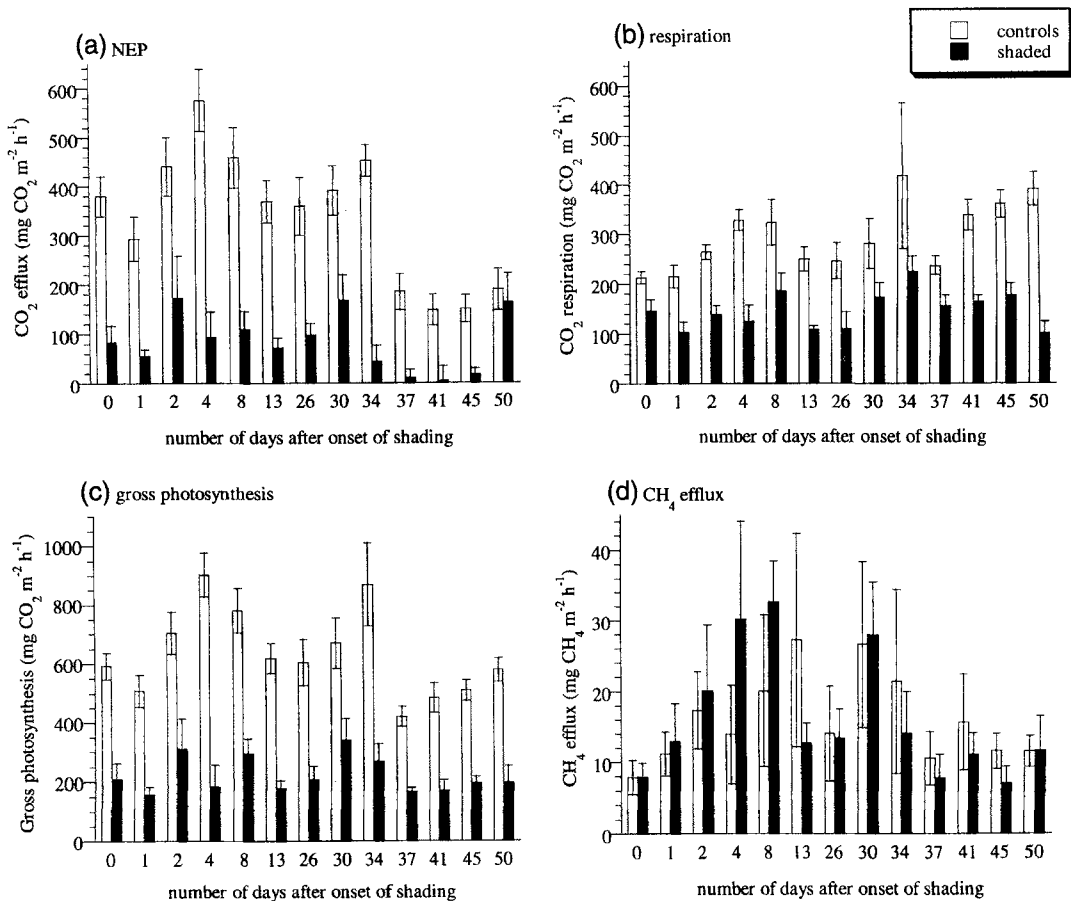 (a) NEP
CO₂ efflux (mg CO₂ m⁻² h⁻¹)
600
500
400
300
200
100
0
0 1 2 4 8 13 26 30 34 37 41 45 50
number of days after onset of shading
(b) respiration
controls
shaded
CO₂ respiration (mg CO₂ m⁻² h⁻¹)
600
500
400
300
200
100
0
0 1 2 4 8 13 26 30 34 37 41 45 50
number of days after onset of shading
(c) gross photosynthesis
Gross photosynthesis (mg CO₂ m⁻² h⁻¹)
1000
800
600
400
200
0
0 1 2 4 8 13 26 30 34 37 41 45 50
number of days after onset of shading
(d) CH₄ efflux
CH₄ efflux (mg CH₄ m⁻² h⁻¹)
40
30
20
10
0
0 1 2 4 8 13 26 30 34 37 41 45 50
number of days after onset of shading